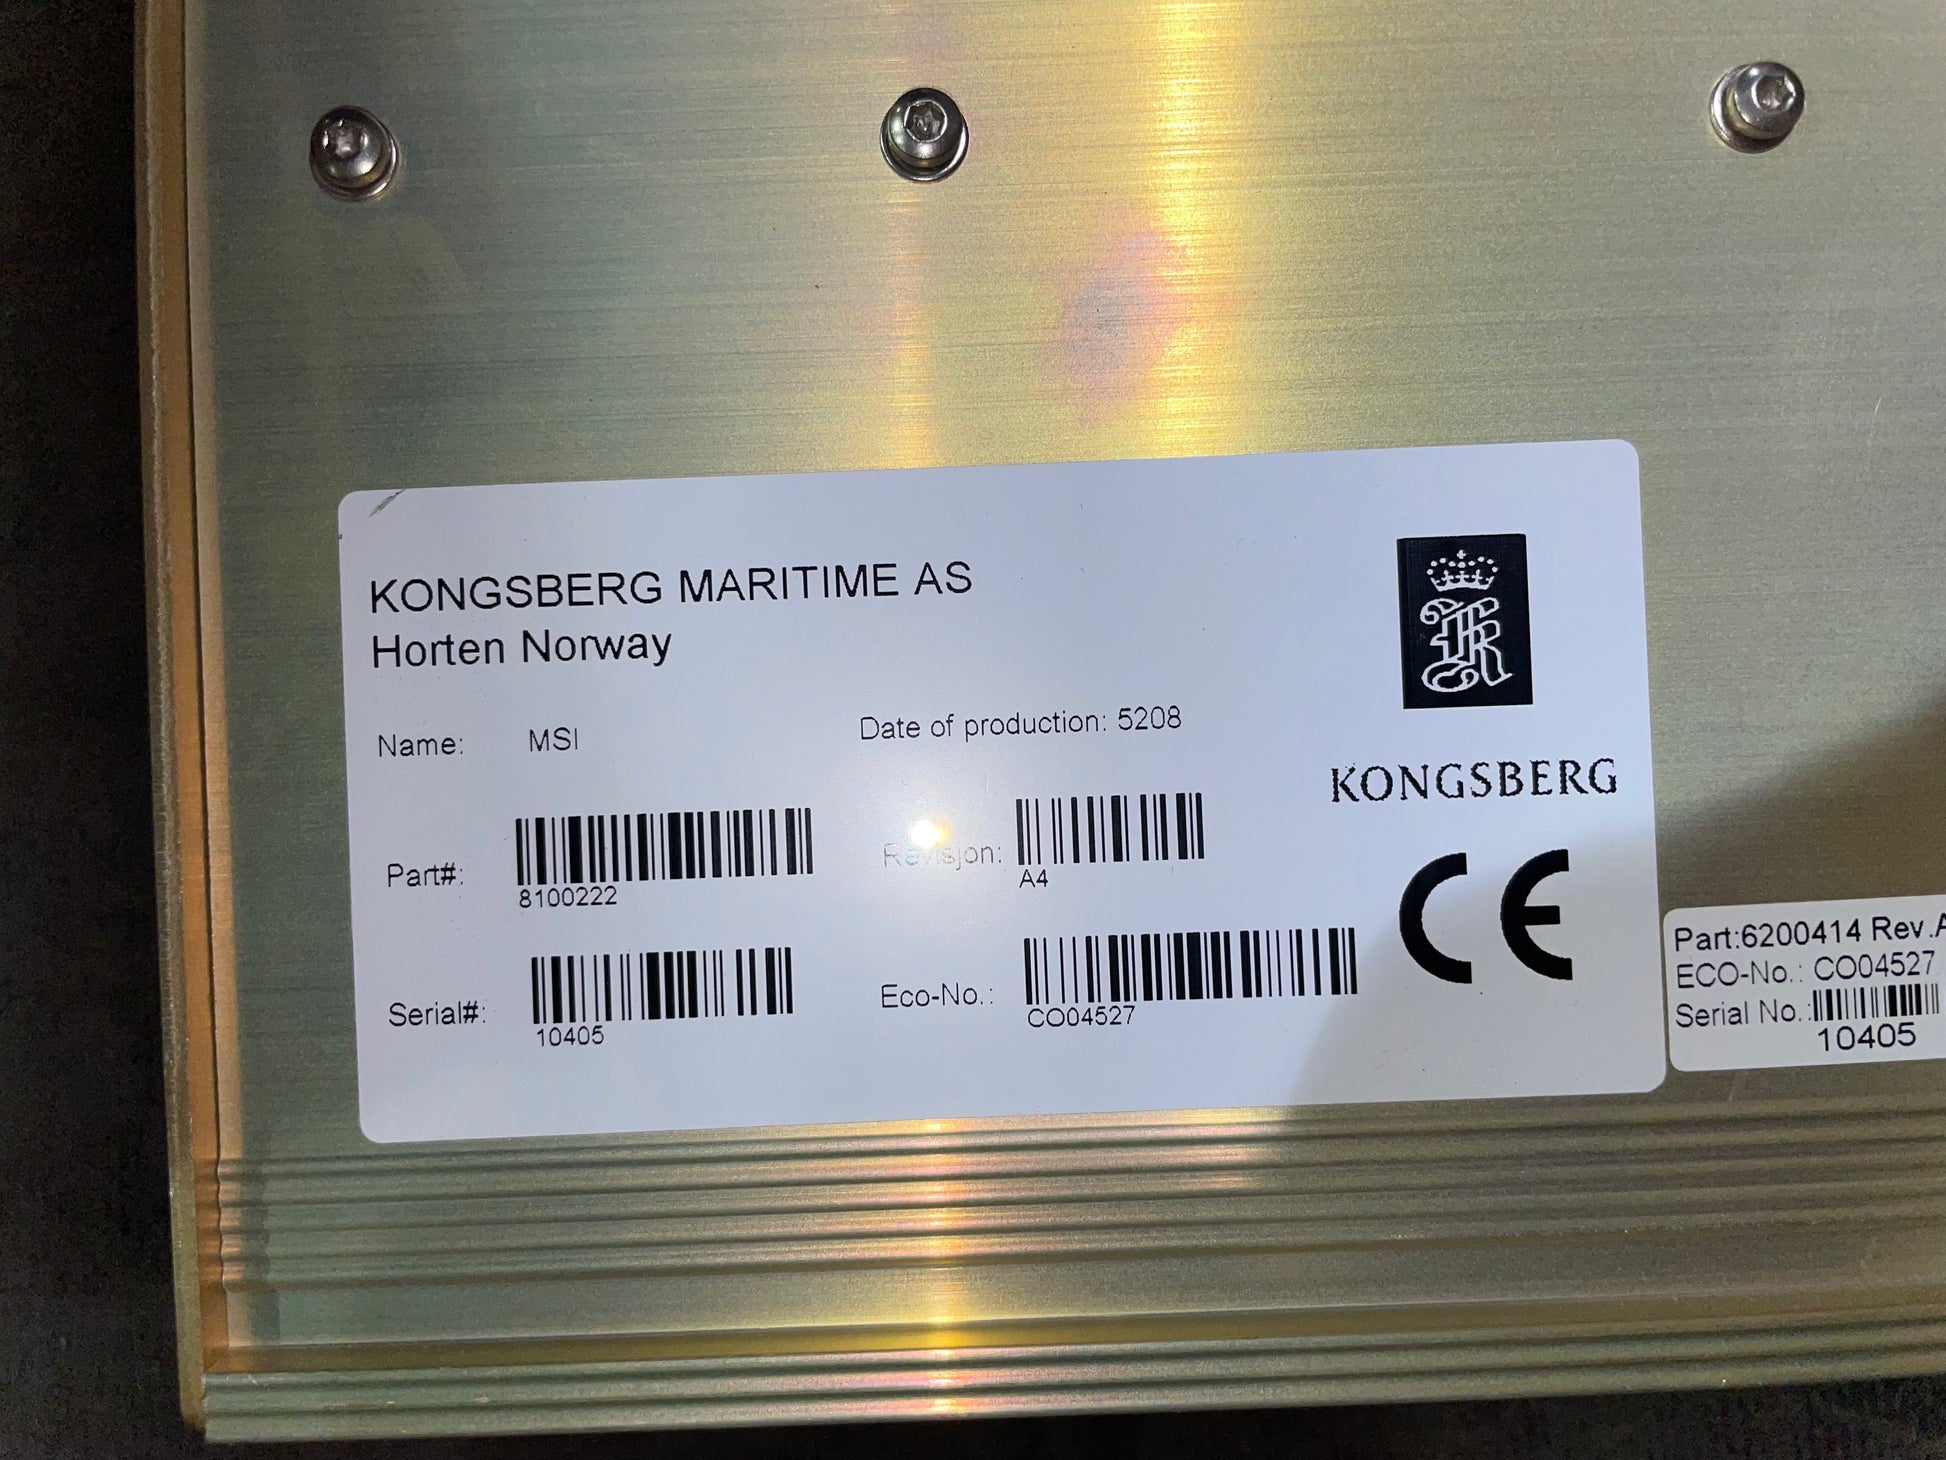 KONGSBERG MARITIME AS
Horten Norway
Name: MSI
Date of production: 5208
KONGSBERG
Part#: 8100222
Revisjon: A4
Serial#: 10405
Eco-No.: CO04527
CE
Part:6200414 Rev.A
ECO-No.: CO04527
Serial No.:
10405